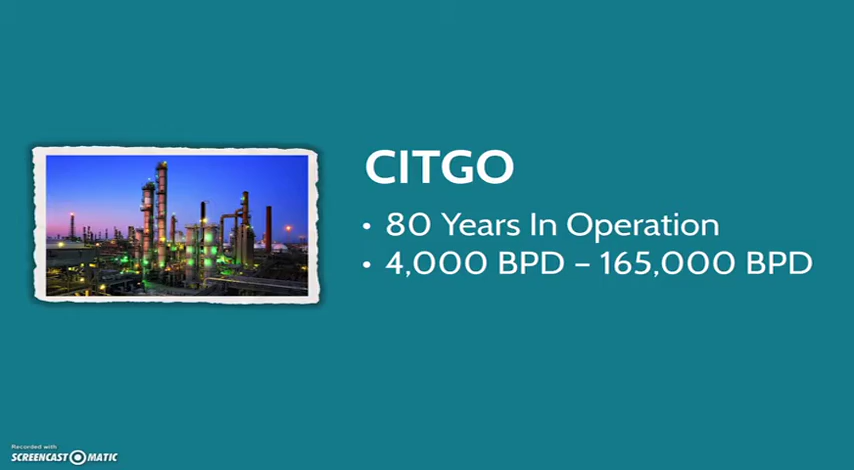 CITGO
• 80 Years In Operation
• 4,000 BPD – 165,000 BPD
Recorded with
SCREENCAST-O-MATIC